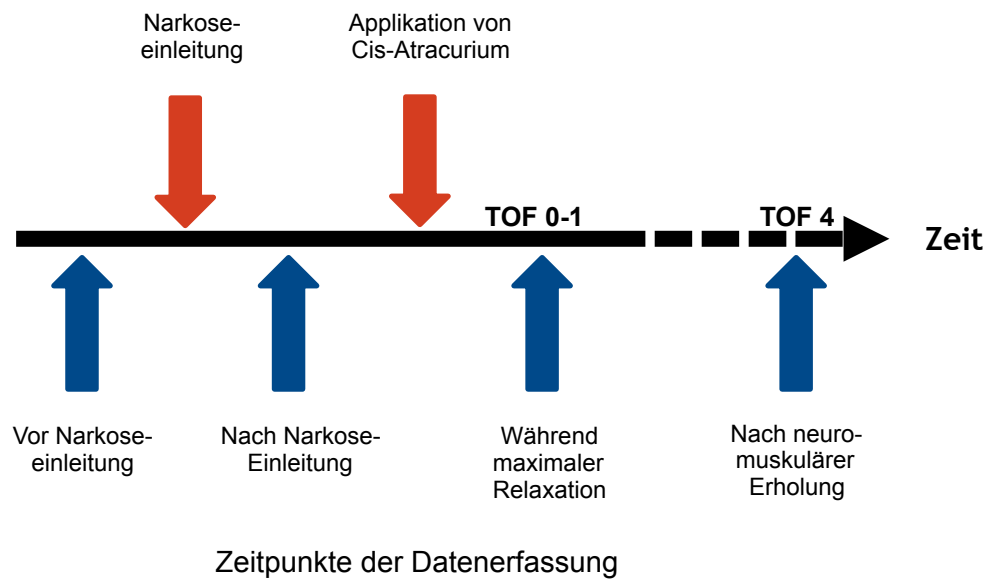 Narkose-
einleitung
Applikation von
Cis-Atracurium
TOF 0-1
TOF 4
Zeit
Vor Narkose-
einleitung
Nach Narkose-
Einleitung
Während
maximaler
Relaxation
Nach neuro-
muskulärer
Erholung
Zeitpunkte der Datenerfassung